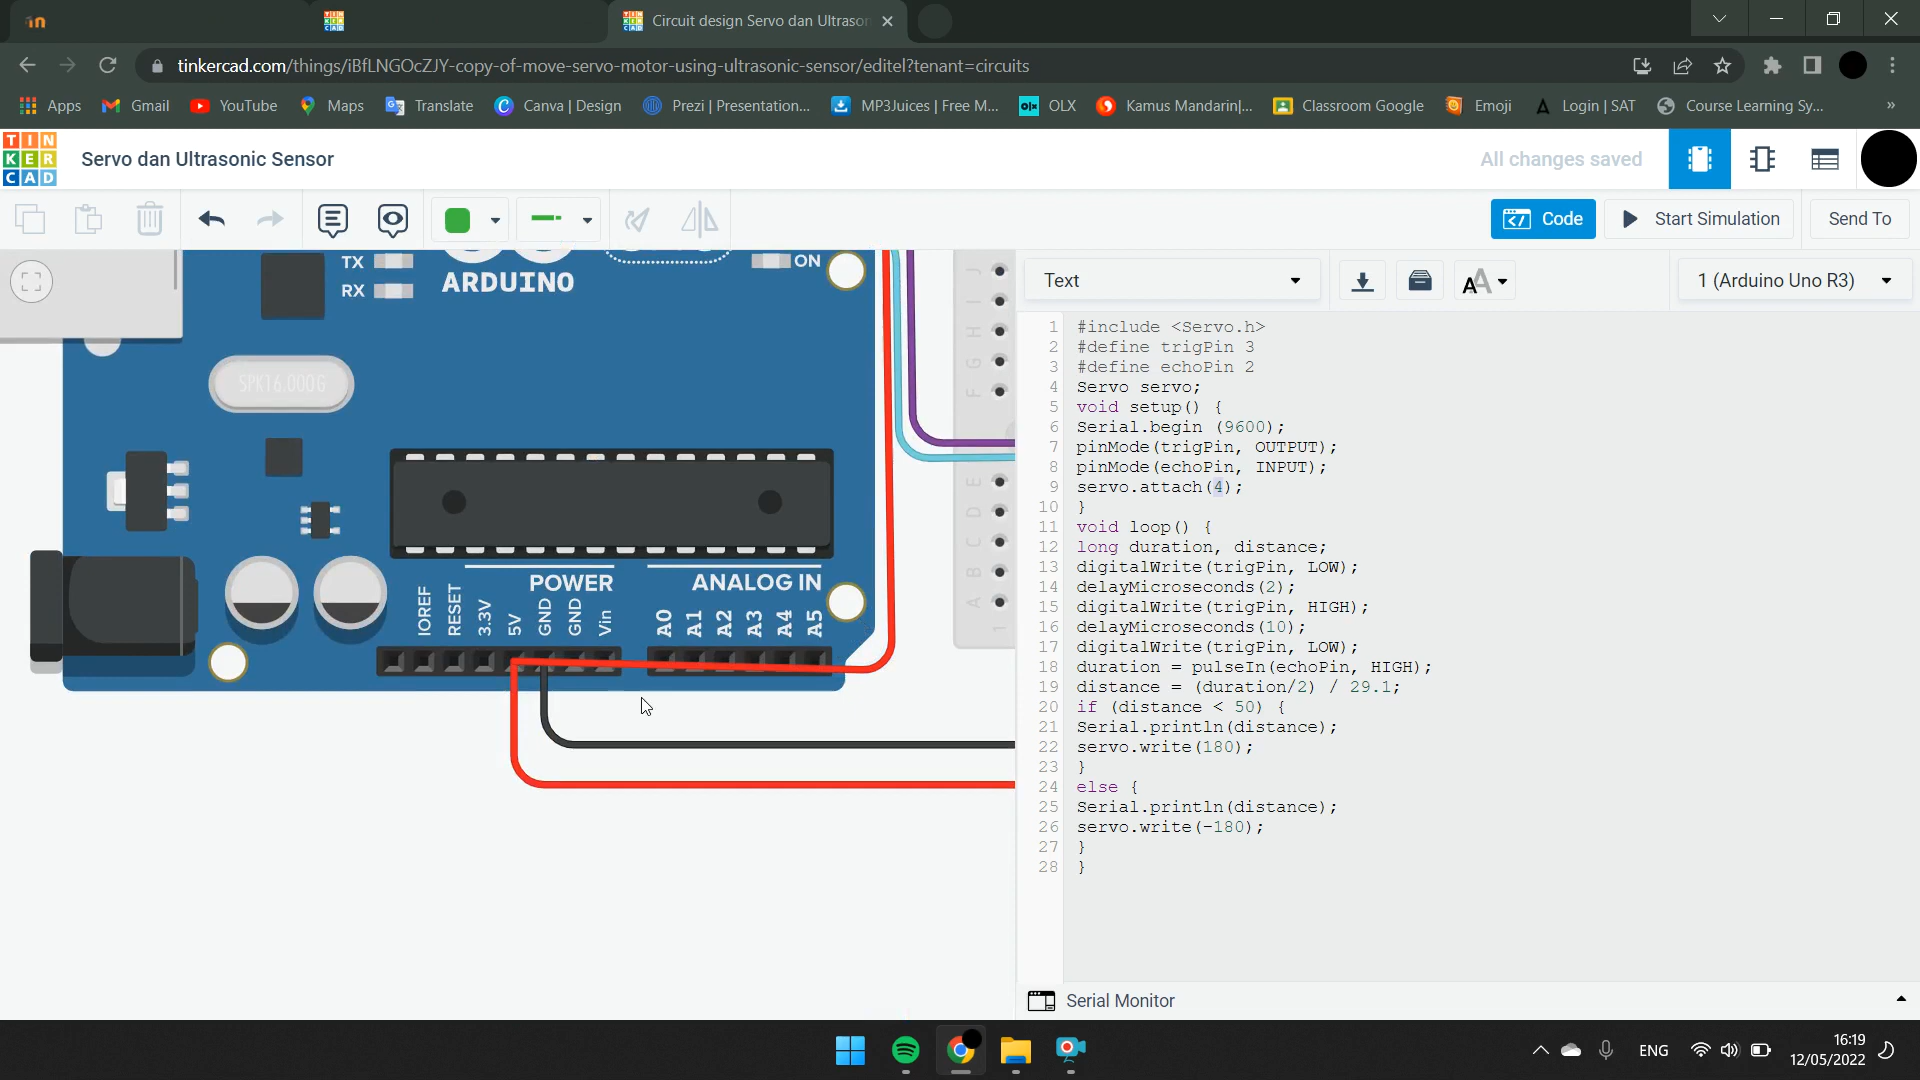 Circuit design Servo dan Ultrason
tinkercad.com/things/iBfLNGOcZJY-copy-of-move-servo-motor-using-ultrasonic-sensor/editel?tenant=circuits
Apps Gmail YouTube Maps Translate Canva | Design Prezi | Presentation... MP3Juices | Free M... OLX Kamus Mandarin|... Classroom Google Emoji Login | SAT Course Learning Sy... »
TIN
KER
CAD
Servo dan Ultrasonic Sensor
All changes saved
Code
Start Simulation
Send To
TX
RX
ARDUINO
ON
SPK16.000G
POWER
ANALOG IN
IOREF
RESET
3.3V
5V
GND
GND
Vin
A0
A1
A2
A3
A4
A5
J
I
H
G
F
E
D
C
B
A
1
Text
AA
1 (Arduino Uno R3)
1 #include <Servo.h>
2 #define trigPin 3
3 #define echoPin 2
4 Servo servo;
5 void setup() {
6 Serial.begin (9600);
7 pinMode(trigPin, OUTPUT);
8 pinMode(echoPin, INPUT);
9 servo.attach(4);
10 }
11 void loop() {
12 long duration, distance;
13 digitalWrite(trigPin, LOW);
14 delayMicroseconds(2);
15 digitalWrite(trigPin, HIGH);
16 delayMicroseconds(10);
17 digitalWrite(trigPin, LOW);
18 duration = pulseIn(echoPin, HIGH);
19 distance = (duration/2) / 29.1;
20 if (distance < 50) {
21 Serial.println(distance);
22 servo.write(180);
23 }
24 else {
25 Serial.println(distance);
26 servo.write(-180);
27 }
28 }
Serial Monitor
ENG
16:19
12/05/2022